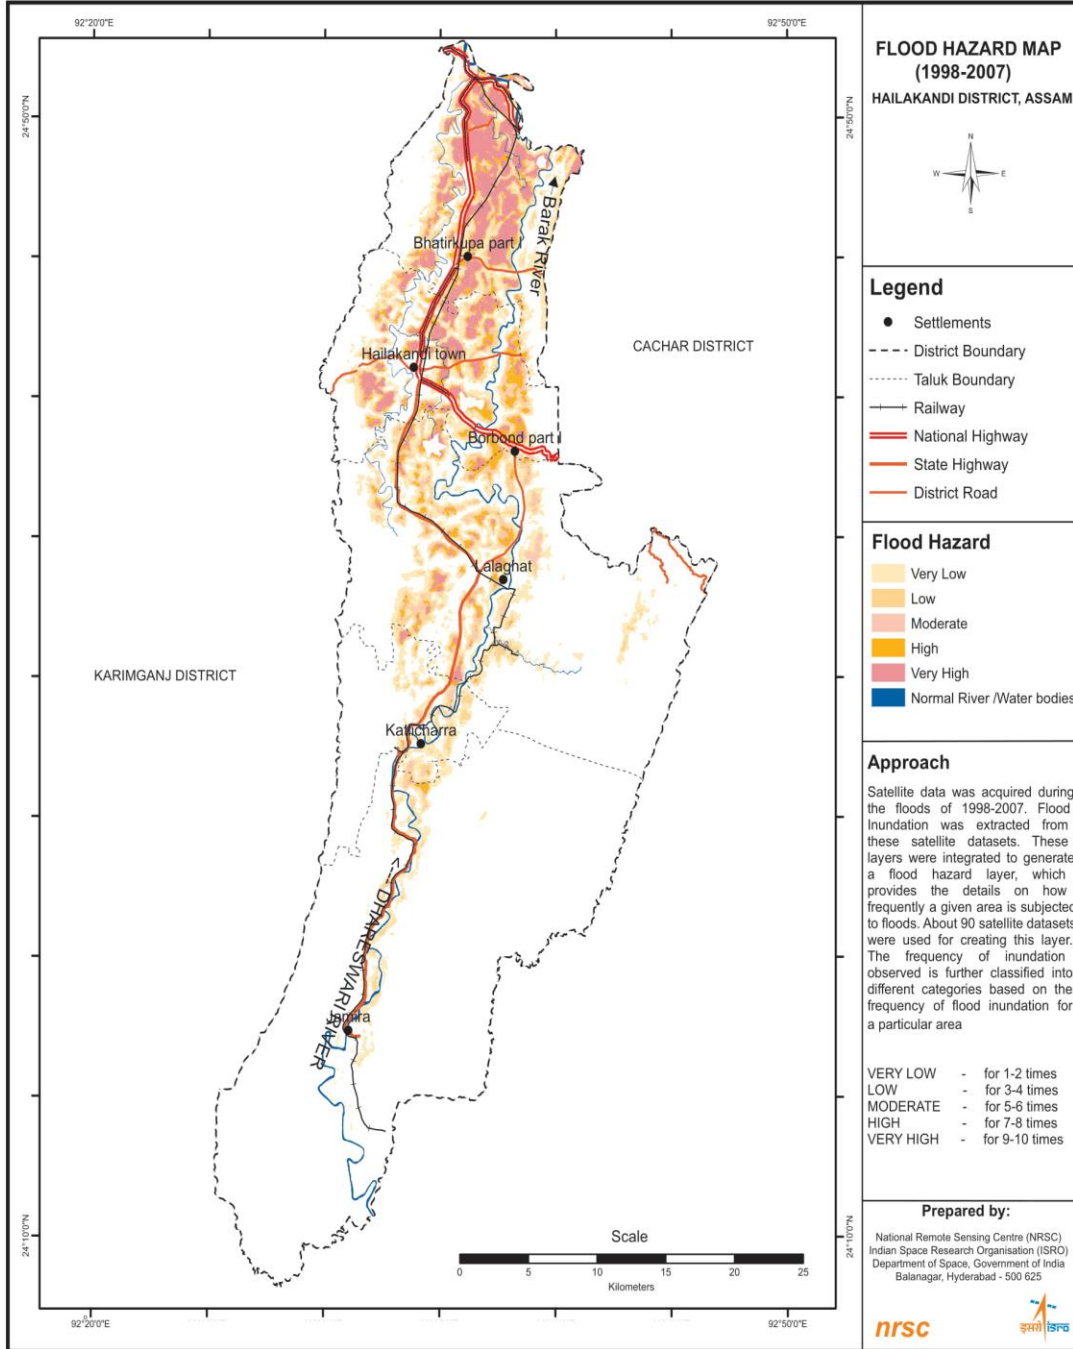 92°20'0"E
92°50'0"E
24°50'0"N
24°50'0"N
Bhatirkupa part I
Barak River
Hailakandi town
CACHAR DISTRICT
Borbond part I
Lalaghat
KARIMGANJ DISTRICT
Katlicharra
DHARESWARI RIVER
Jamira
24°10'0"N
24°10'0"N
Scale
0 5 10 15 20 25
Kilometers
92°20'0"E
92°50'0"E
FLOOD HAZARD MAP
(1998-2007)
HAILAKANDI DISTRICT, ASSAM
N
W E
S
Legend
Settlements
District Boundary
Taluk Boundary
Railway
National Highway
State Highway
District Road
Flood Hazard
Very Low
Low
Moderate
High
Very High
Normal River /Water bodies
Approach
Satellite data was acquired during
the floods of 1998-2007. Flood
Inundation was extracted from
these satellite datasets. These
layers were integrated to generate
a flood hazard layer, which
provides the details on how
frequently a given area is subjected
to floods. About 90 satellite datasets
were used for creating this layer.
The frequency of inundation
observed is further classified into
different categories based on the
frequency of flood inundation for
a particular area
VERY LOW - for 1-2 times
LOW - for 3-4 times
MODERATE - for 5-6 times
HIGH - for 7-8 times
VERY HIGH - for 9-10 times
Prepared by:
National Remote Sensing Centre (NRSC)
Indian Space Research Organisation (ISRO)
Department of Space, Government of India
Balanagar, Hyderabad - 500 625
nrsc
इसरो isro